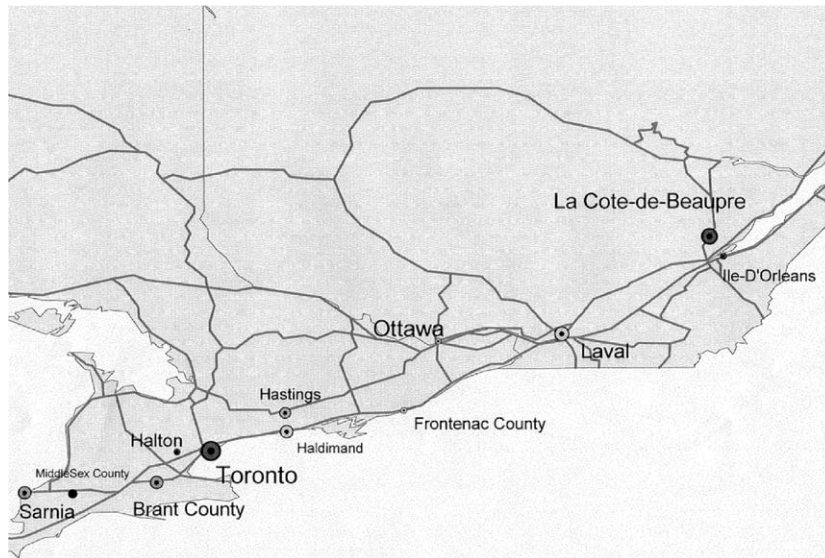 La Cote-de-Beaupre
Ile-D'Orleans
Ottawa
Laval
Hastings
Frontenac County
Halton
Haldimand
MiddleSex County
Toronto
Sarnia
Brant County